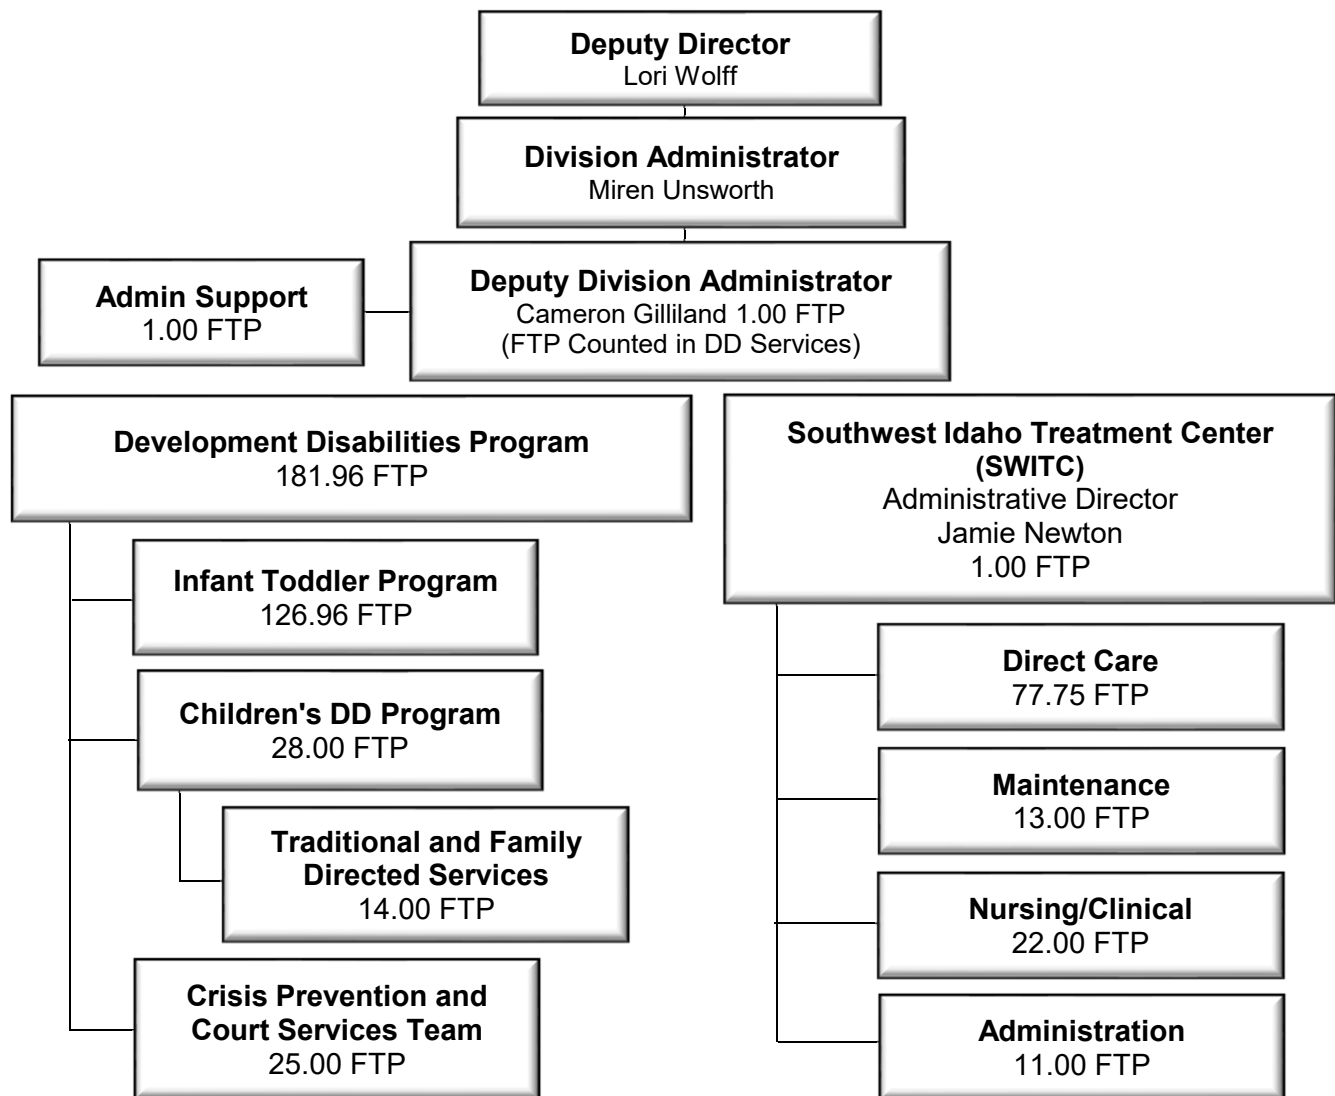 Deputy Director
Lori Wolff
Division Administrator
Miren Unsworth
Admin Support
1.00 FTP
Deputy Division Administrator
Cameron Gilliland 1.00 FTP
(FTP Counted in DD Services)
Development Disabilities Program
181.96 FTP
Infant Toddler Program
126.96 FTP
Children's DD Program
28.00 FTP
Traditional and Family
Directed Services
14.00 FTP
Crisis Prevention and
Court Services Team
25.00 FTP
Southwest Idaho Treatment Center
(SWITC)
Administrative Director
Jamie Newton
1.00 FTP
Direct Care
77.75 FTP
Maintenance
13.00 FTP
Nursing/Clinical
22.00 FTP
Administration
11.00 FTP